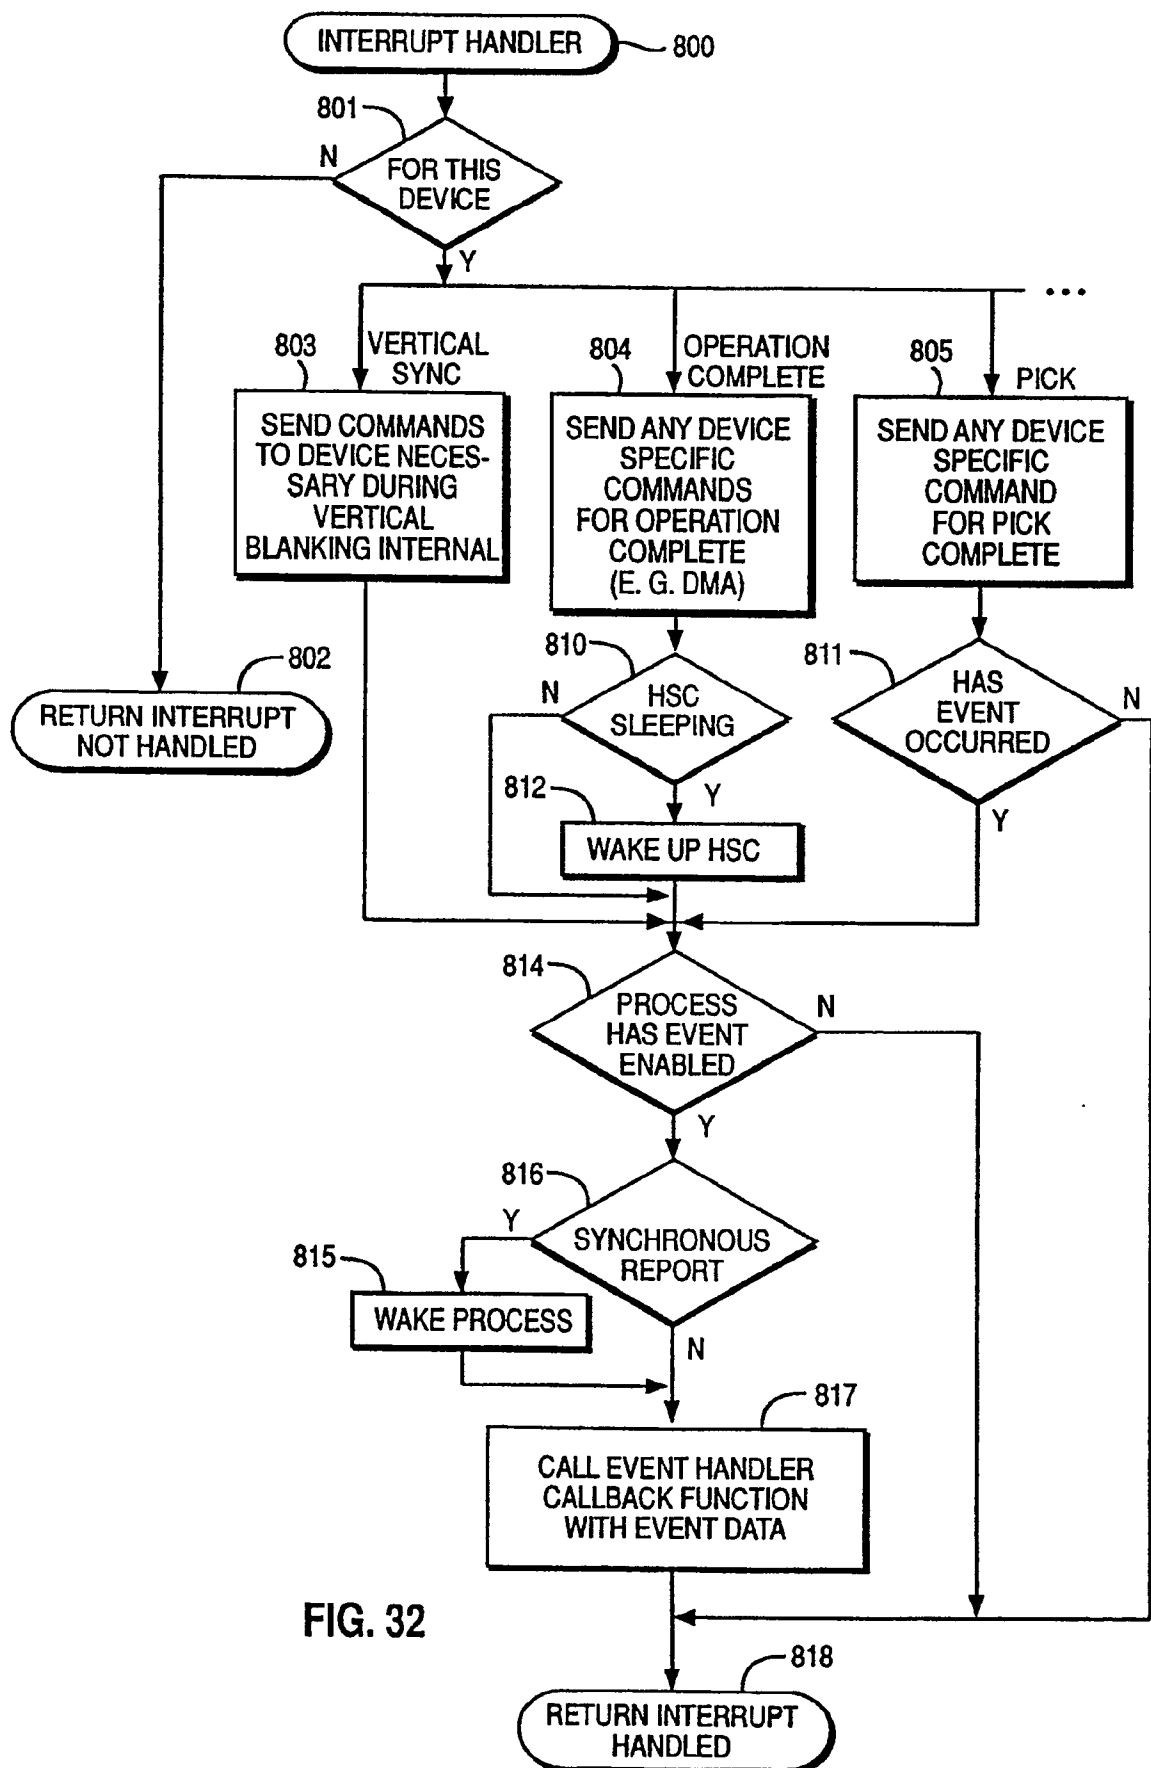 INTERRUPT HANDLER
800
801
N
FOR THIS
DEVICE
Y
...
803
VERTICAL
SYNC
804
OPERATION
COMPLETE
805
PICK
SEND COMMANDS
TO DEVICE NECES-
SARY DURING
VERTICAL
BLANKING INTERNAL
SEND ANY DEVICE
SPECIFIC
COMMANDS
FOR OPERATION
COMPLETE
(E. G. DMA)
SEND ANY DEVICE
SPECIFIC
COMMAND
FOR PICK
COMPLETE
802
RETURN INTERRUPT
NOT HANDLED
810
N
HSC
SLEEPING
Y
811
HAS
EVENT
OCCURRED
N
Y
812
WAKE UP HSC
814
PROCESS
HAS EVENT
ENABLED
N
Y
816
Y
SYNCHRONOUS
REPORT
N
815
WAKE PROCESS
817
CALL EVENT HANDLER
CALLBACK FUNCTION
WITH EVENT DATA
FIG. 32
818
RETURN INTERRUPT
HANDLED